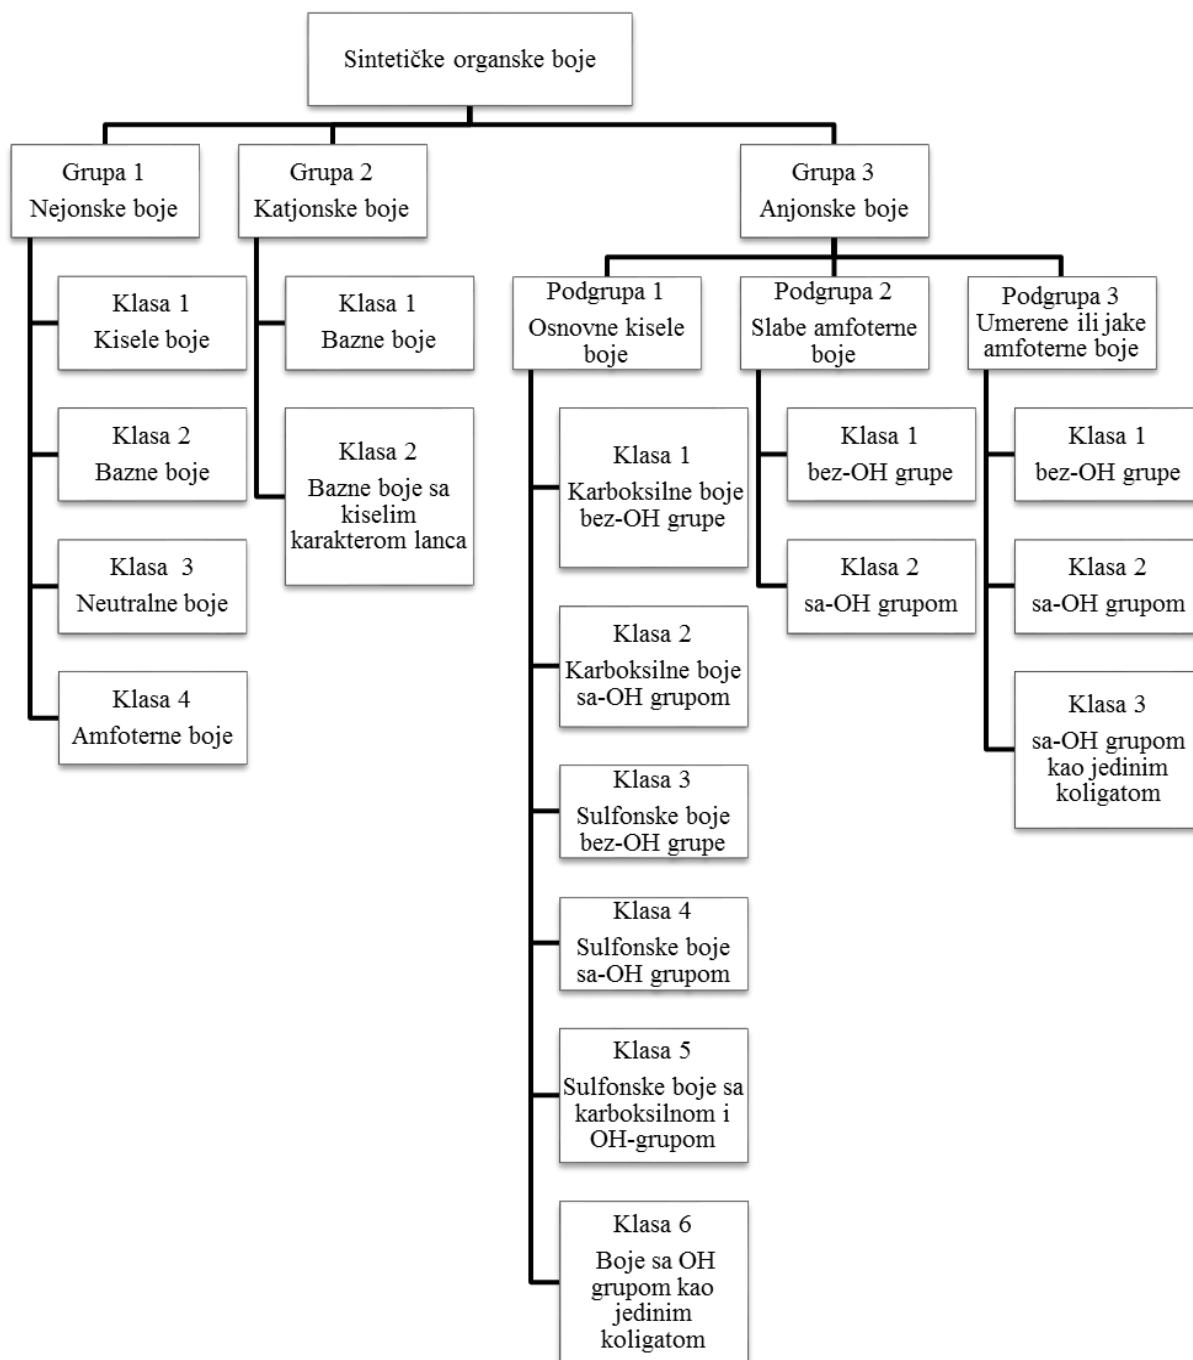 Sintetičke organske boje
Grupa 1
Nejonske boje
Klasa 1
Kisele boje
Klasa 2
Bazne boje
Klasa  3
Neutralne boje
Klasa 4
Amfoterne boje
Grupa 2
Katjonske boje
Klasa 1
Bazne boje
Klasa 2
Bazne boje sa
kiselim
karakterom lanca
Grupa 3
Anjonske boje
Podgrupa 1
Osnovne kisele
boje
Klasa 1
Karboksilne boje
bez-OH grupe
Klasa 2
Karboksilne boje
sa-OH grupom
Klasa 3
Sulfonske boje
bez-OH grupe
Klasa 4
Sulfonske boje
sa-OH grupom
Klasa 5
Sulfonske boje sa
karboksilnom i
OH-grupom
Klasa 6
Boje sa OH
grupom kao
jedinim
koligatom
Podgrupa 2
Slabe amfoterne
boje
Klasa 1
bez-OH grupe
Klasa 2
sa-OH grupom
Podgrupa 3
Umerene ili jake
amfoterne boje
Klasa 1
bez-OH grupe
Klasa 2
sa-OH grupom
Klasa 3
sa-OH grupom
kao jedinim
koligatom